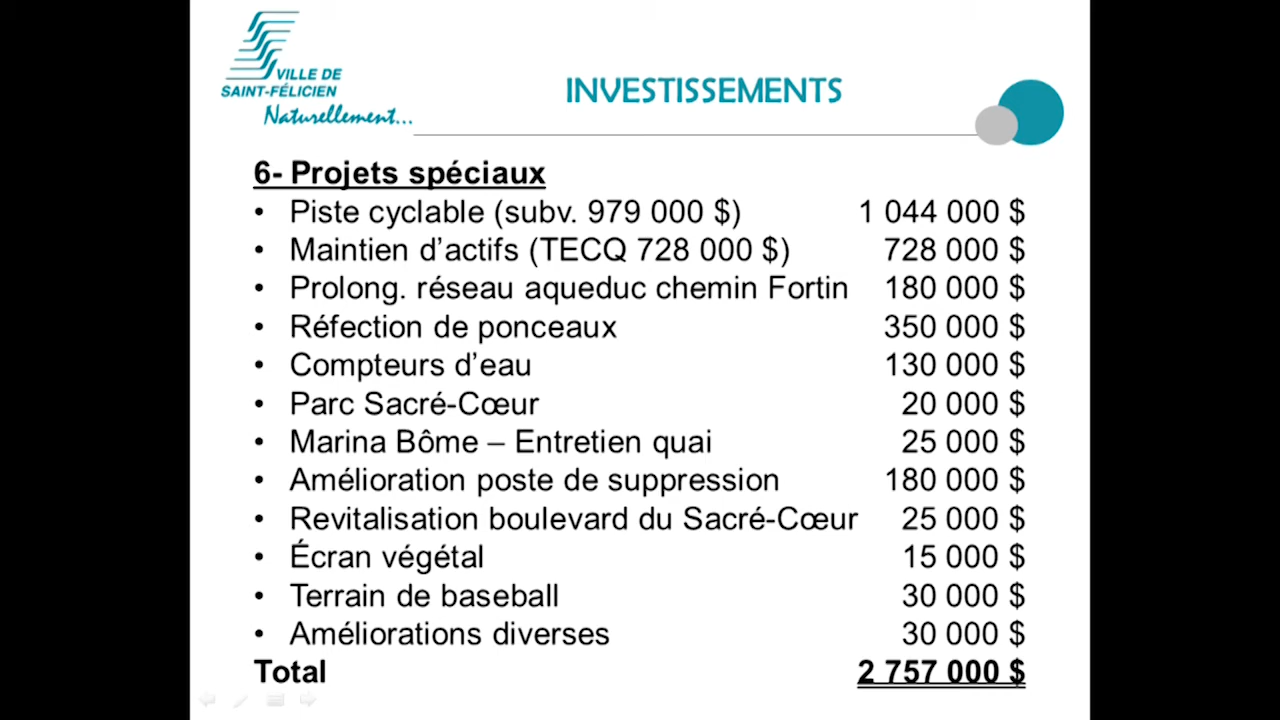 VILLE DE
SAINT-FÉLICIEN
Naturellement...
INVESTISSEMENTS
6- Projets spéciaux
• Piste cyclable (subv. 979 000 $) 1 044 000 $
• Maintien d’actifs (TECQ 728 000 $) 728 000 $
• Prolong. réseau aqueduc chemin Fortin 180 000 $
• Réfection de ponceaux 350 000 $
• Compteurs d’eau 130 000 $
• Parc Sacré-Cœur 20 000 $
• Marina Bôme – Entretien quai 25 000 $
• Amélioration poste de suppression 180 000 $
• Revitalisation boulevard du Sacré-Cœur 25 000 $
• Écran végétal 15 000 $
• Terrain de baseball 30 000 $
• Améliorations diverses 30 000 $
Total 2 757 000 $